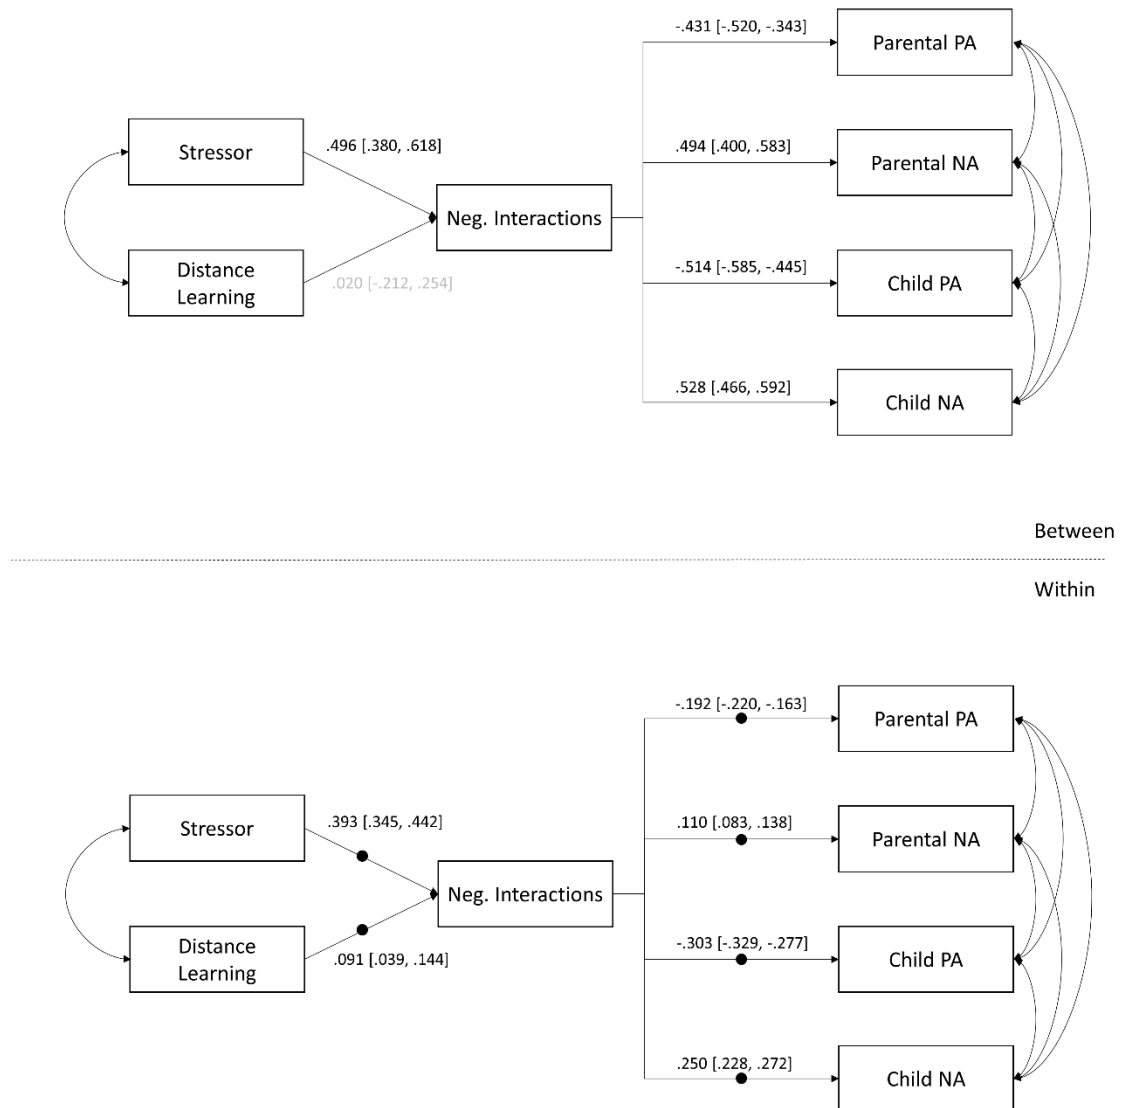 -.431 [-.520, -.343]
Parental PA
.494 [.400, .583]
Parental NA
Stressor
.496 [.380, .618]
Neg. Interactions
Distance
Learning
.020 [-.212, .254]
-.514 [-.585, -.445]
Child PA
.528 [.466, .592]
Child NA
Between
Within
-.192 [-.220, -.163]
Parental PA
.110 [.083, .138]
Parental NA
Stressor
.393 [.345, .442]
Neg. Interactions
Distance
Learning
.091 [.039, .144]
-.303 [-.329, -.277]
Child PA
.250 [.228, .272]
Child NA